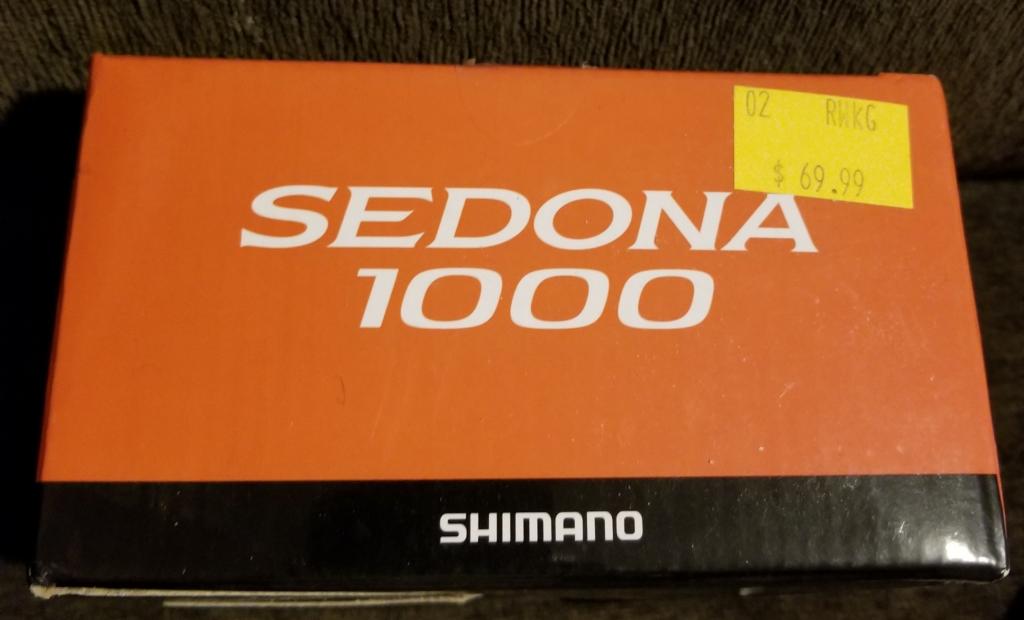 02 RWKG
$ 69.99
SEDONA
1000
SHIMANO